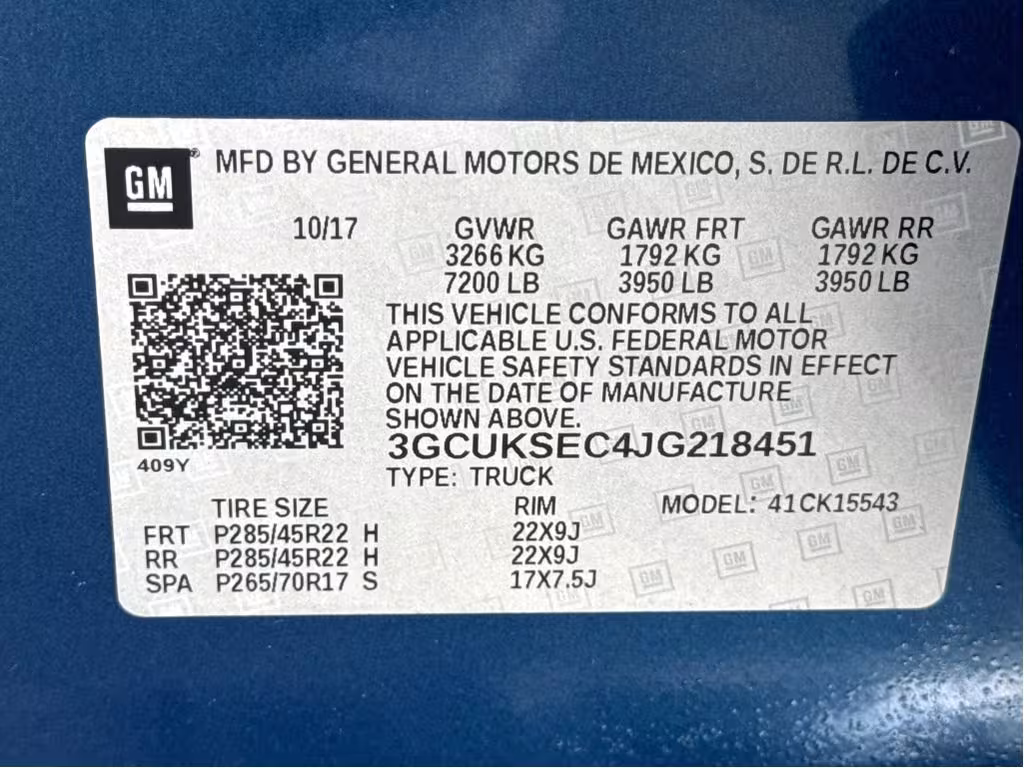 GM® MFD BY GENERAL MOTORS DE MEXICO, S. DE R.L. DE C.V.
10/17 GVWR GAWR FRT GAWR RR
3266 KG 1792 KG 1792 KG
7200 LB 3950 LB 3950 LB
THIS VEHICLE CONFORMS TO ALL
APPLICABLE U.S. FEDERAL MOTOR
VEHICLE SAFETY STANDARDS IN EFFECT
ON THE DATE OF MANUFACTURE
SHOWN ABOVE.
3GCUKSEC4JG218451
409Y
TYPE: TRUCK
TIRE SIZE RIM MODEL: 41CK15543
FRT P285/45R22 H 22X9J
RR P285/45R22 H 22X9J
SPA P265/70R17 S 17X7.5J